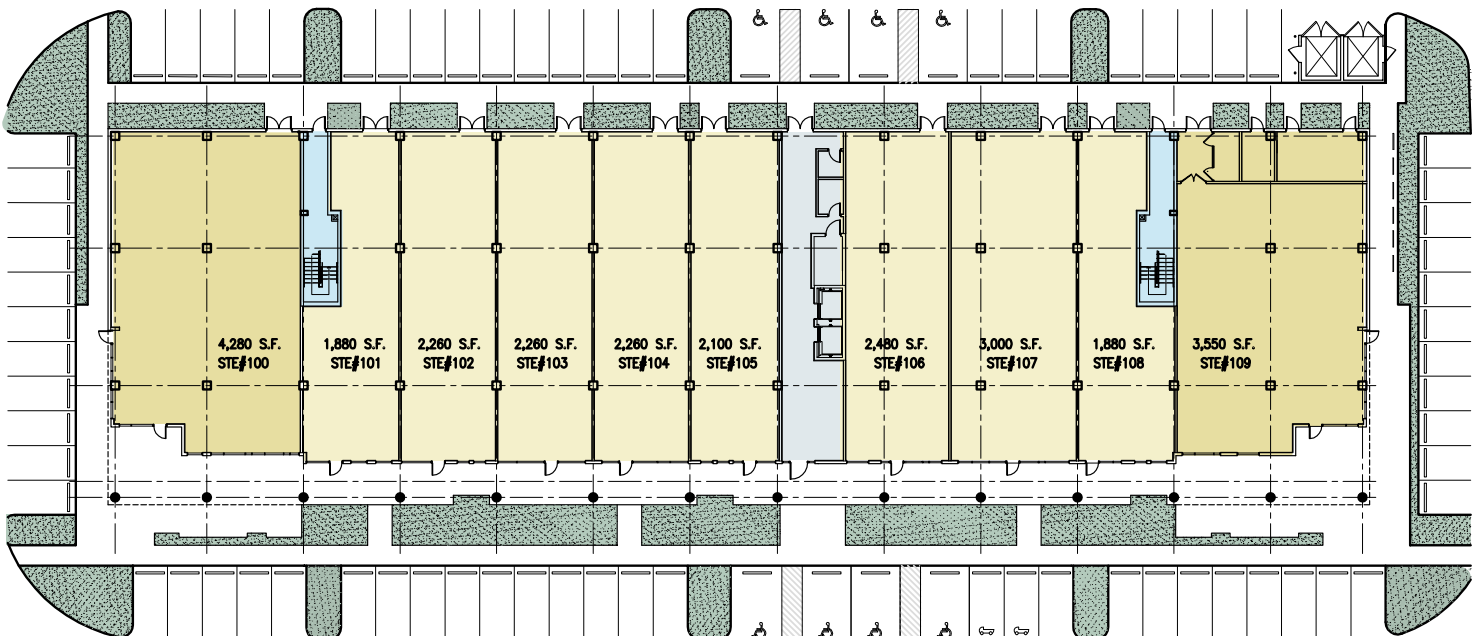 4,280 S.F.
STE#100
1,880 S.F.
STE#101
2,260 S.F.
STE#102
2,260 S.F.
STE#103
2,260 S.F.
STE#104
2,100 S.F.
STE#105
2,480 S.F.
STE#106
3,000 S.F.
STE#107
1,880 S.F.
STE#108
3,550 S.F.
STE#109